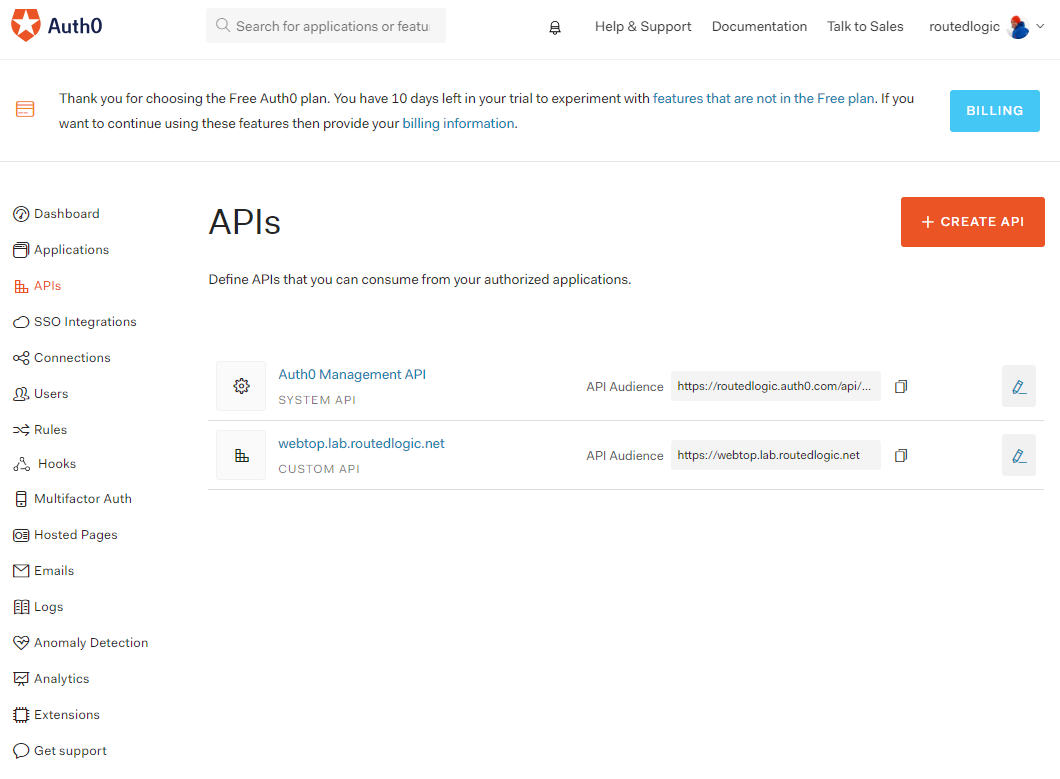 Auth0
Search for applications or featu
Help & Support
Documentation
Talk to Sales
routedlogic
Thank you for choosing the Free Auth0 plan. You have 10 days left in your trial to experiment with features that are not in the Free plan. If you
want to continue using these features then provide your billing information.
BILLING
Dashboard
Applications
APIs
SSO Integrations
Connections
Users
Rules
Hooks
Multifactor Auth
Hosted Pages
Emails
Logs
Anomaly Detection
Analytics
Extensions
Get support
APIs
+ CREATE API
Define APIs that you can consume from your authorized applications.
Auth0 Management API
SYSTEM API
API Audience
https://routedlogic.auth0.com/api/...
webtop.lab.routedlogic.net
CUSTOM API
API Audience
https://webtop.lab.routedlogic.net